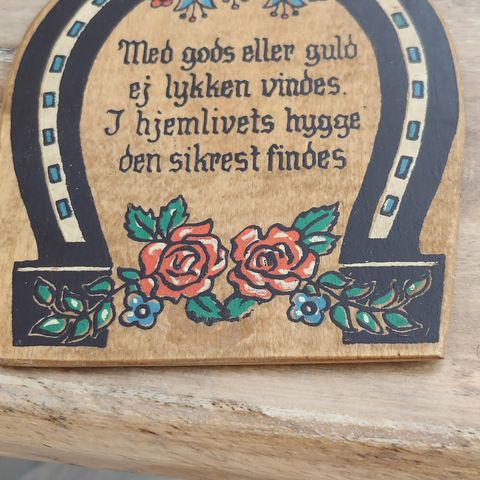 Med gods eller guld
ej lykken vindes.
I hjemlivets hygge
den sikrest findes